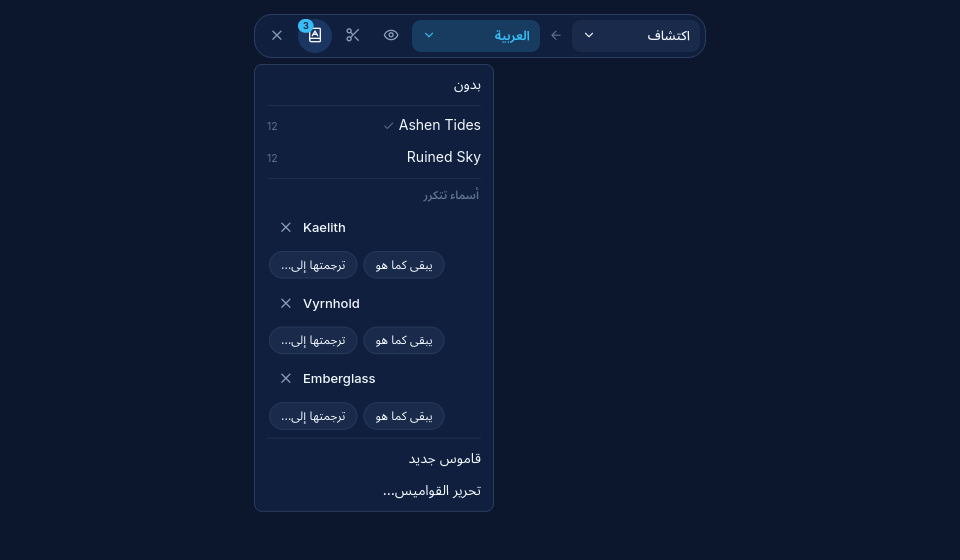 اكتشاف
العربية
3
بدون
Ashen Tides 12
Ruined Sky 12
أسماء تتكرر
Kaelith
يبقى كما هو ترجمتها إلى...
Vyrnhold
يبقى كما هو ترجمتها إلى...
Emberglass
يبقى كما هو ترجمتها إلى...
قاموس جديد
تحرير القواميس...